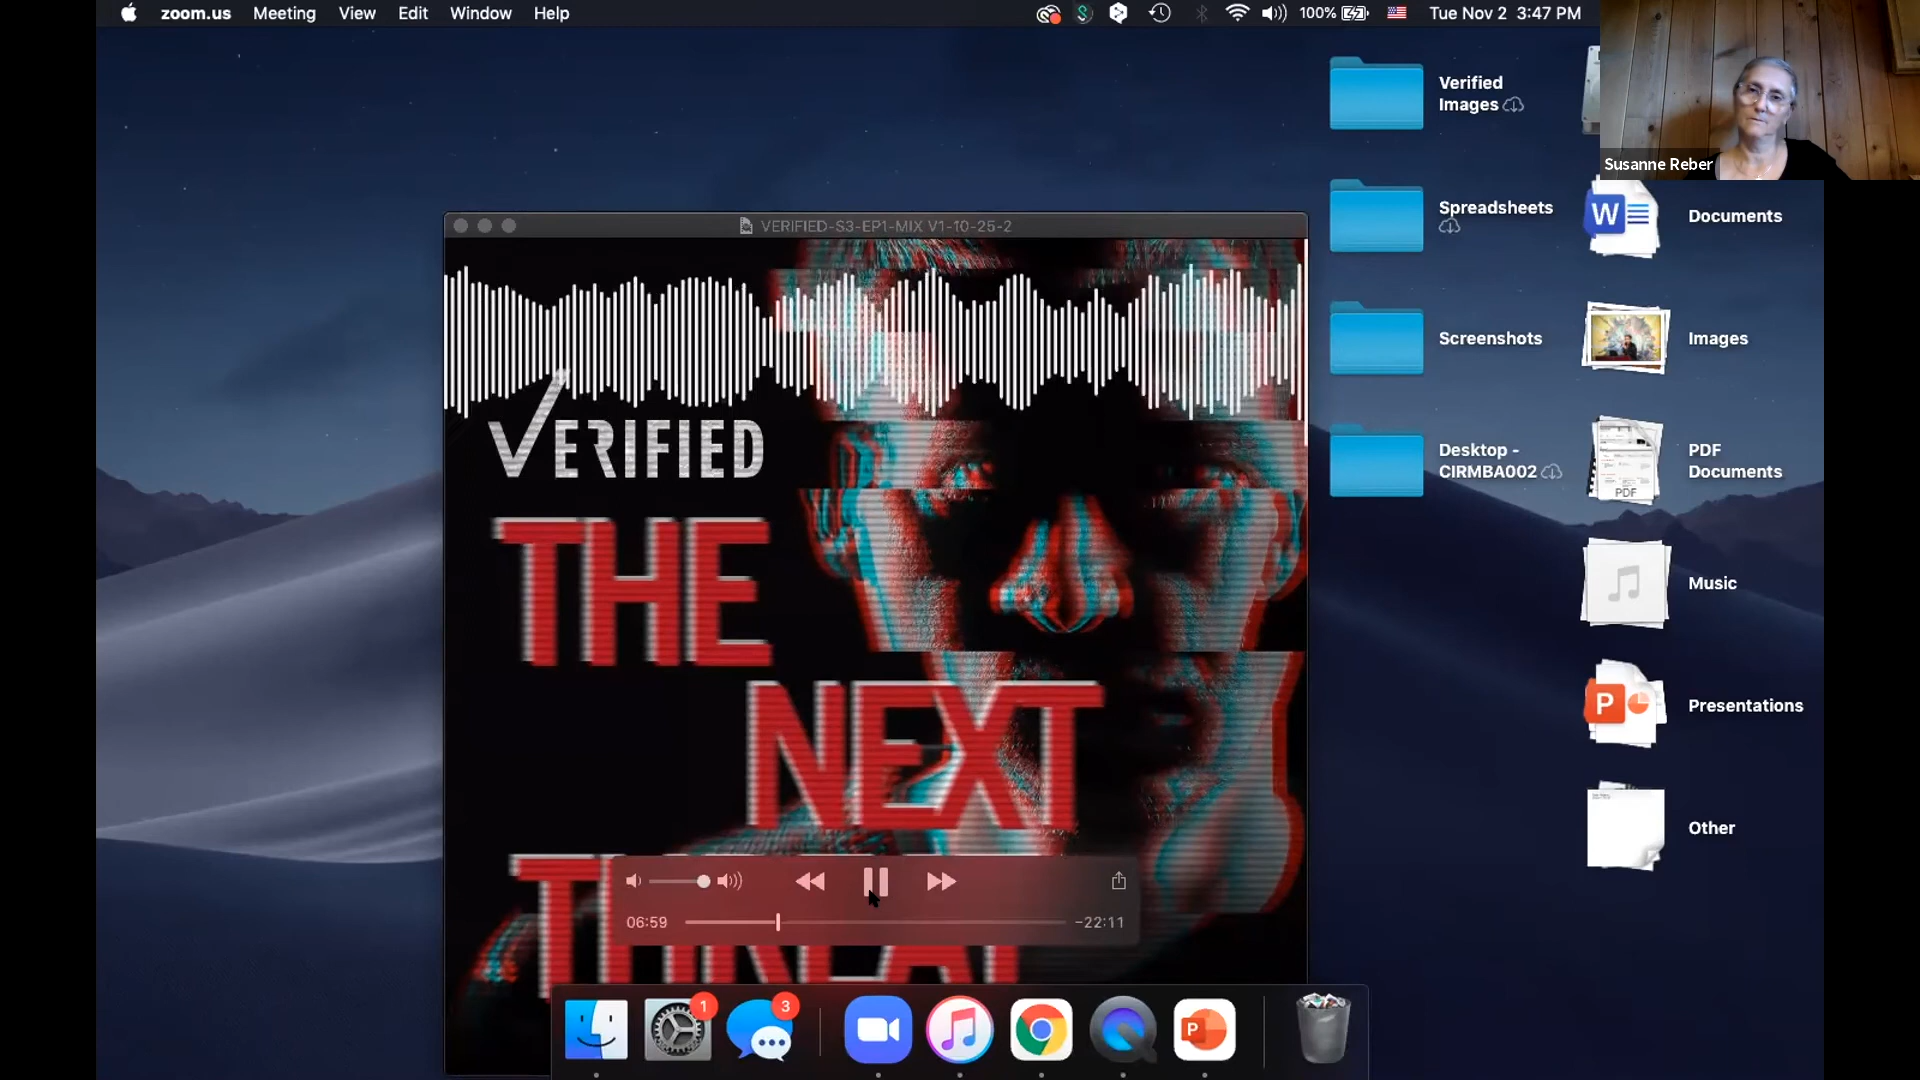 zoom.us Meeting View Edit Window Help
100% Tue Nov 2 3:47 PM
Susanne Reber
Verified
Images
Spreadsheets
Screenshots
Desktop -
CIRMBA002
Documents
Images
PDF
Documents
PDF
Music
Presentations
Other
VERIFIED-S3-EP1-MIX V1-10-25-2
VERIFIED
THE
NEXT
THREAT
06:59
-22:11
1
3
W
P
P